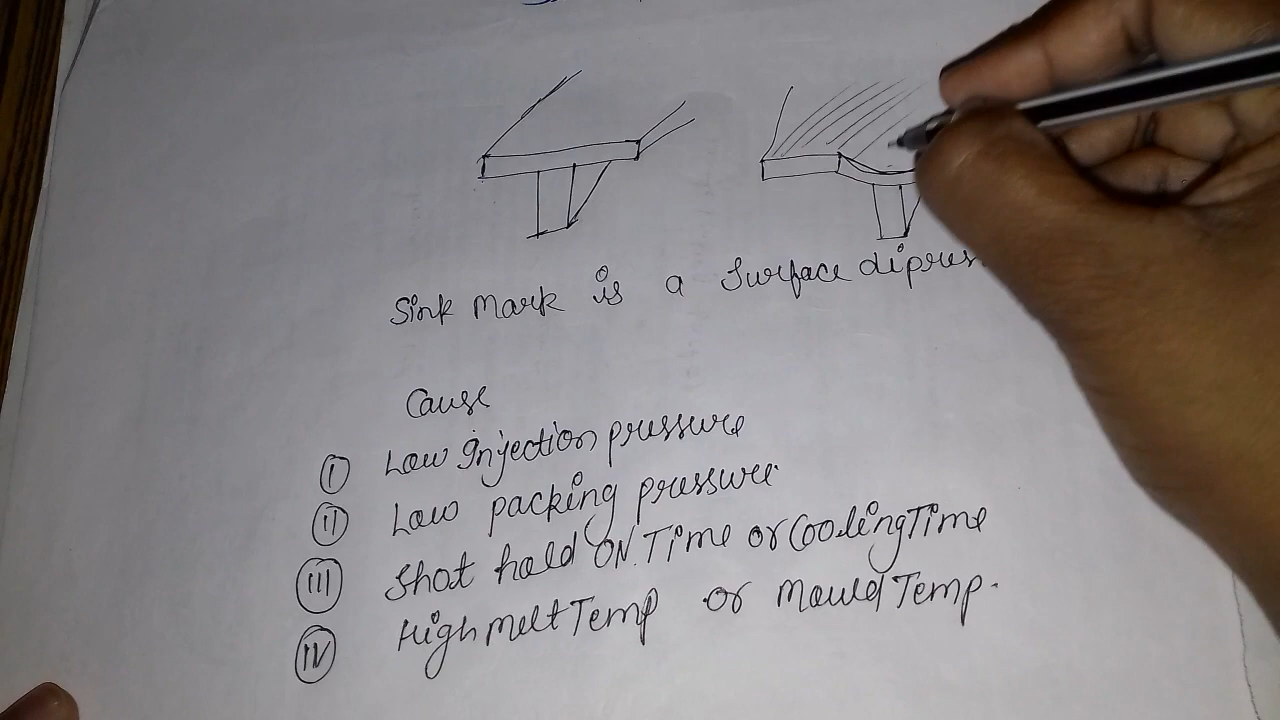 Sink Mark is a Surface dipres
Cause
I Low Injection pressure
II Low packing pressure
III Shot hold ON. Time or Cooling Time
IV High melt Temp or Mould Temp.